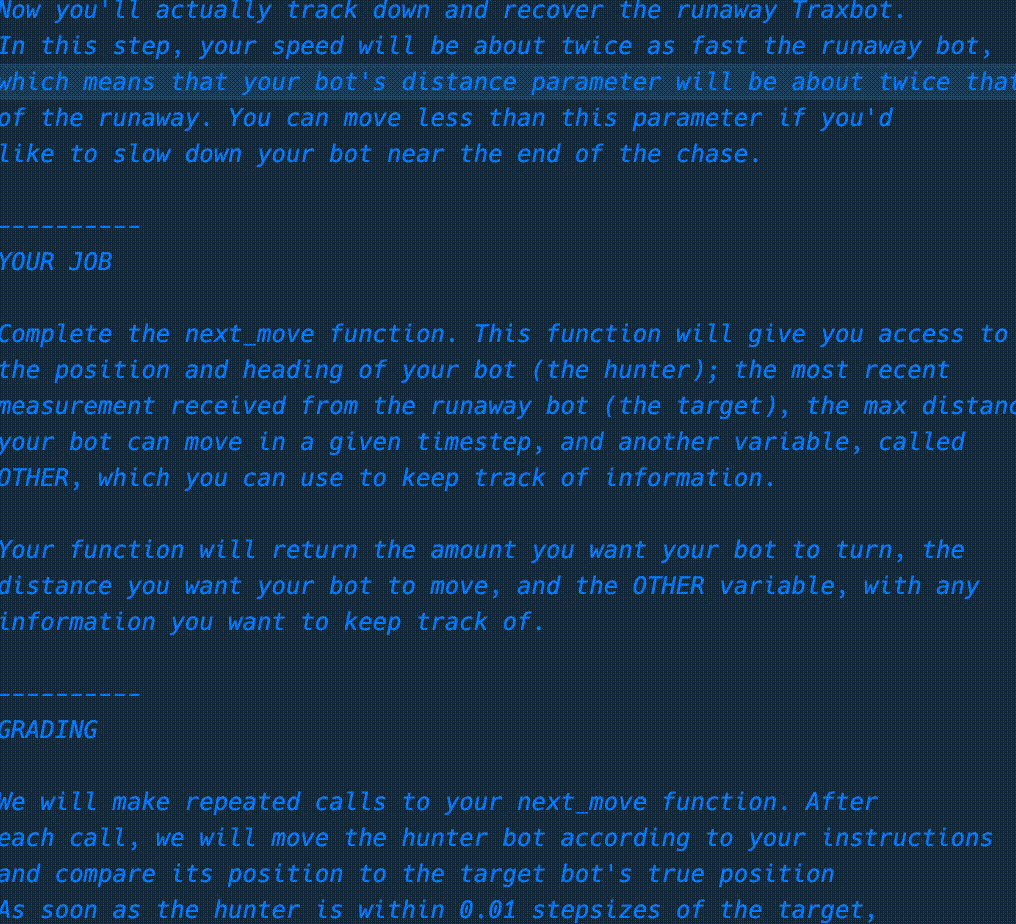 Now you'll actually track down and recover the runaway Traxbot.
In this step, your speed will be about twice as fast the runaway bot,
which means that your bot's distance parameter will be about twice that
of the runaway. You can move less than this parameter if you'd
like to slow down your bot near the end of the chase.
----------
YOUR JOB
Complete the next_move function. This function will give you access to
the position and heading of your bot (the hunter); the most recent
measurement received from the runaway bot (the target), the max distanc
your bot can move in a given timestep, and another variable, called
OTHER, which you can use to keep track of information.
Your function will return the amount you want your bot to turn, the
distance you want your bot to move, and the OTHER variable, with any
information you want to keep track of.
----------
GRADING
We will make repeated calls to your next_move function. After
each call, we will move the hunter bot according to your instructions
and compare its position to the target bot's true position
As soon as the hunter is within 0.01 stepsizes of the target,